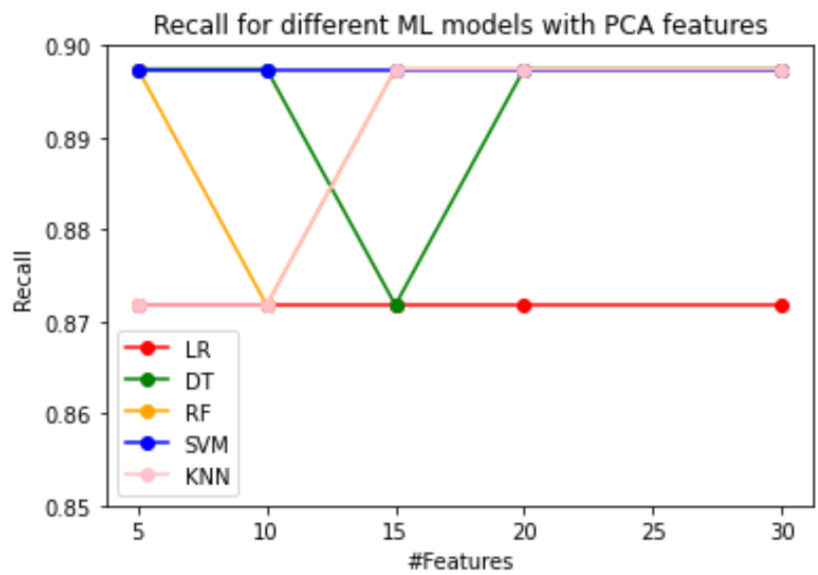 Recall for different ML models with PCA features
0.90
0.89
0.88
0.87
0.86
0.85
Recall
LR
DT
RF
SVM
KNN
5 10 15 20 25 30
#Features